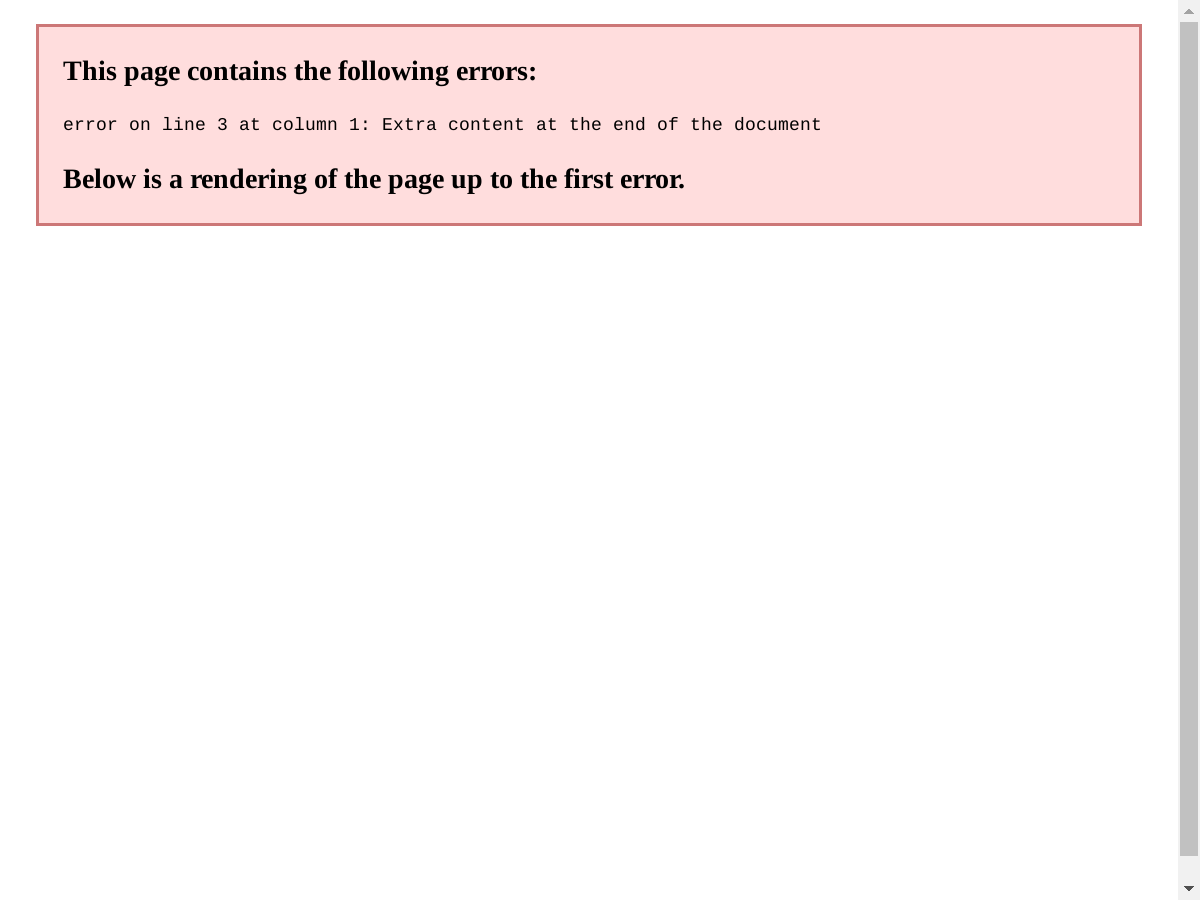 This page contains the following errors:
error on line 3 at column 1: Extra content at the end of the document
Below is a rendering of the page up to the first error.